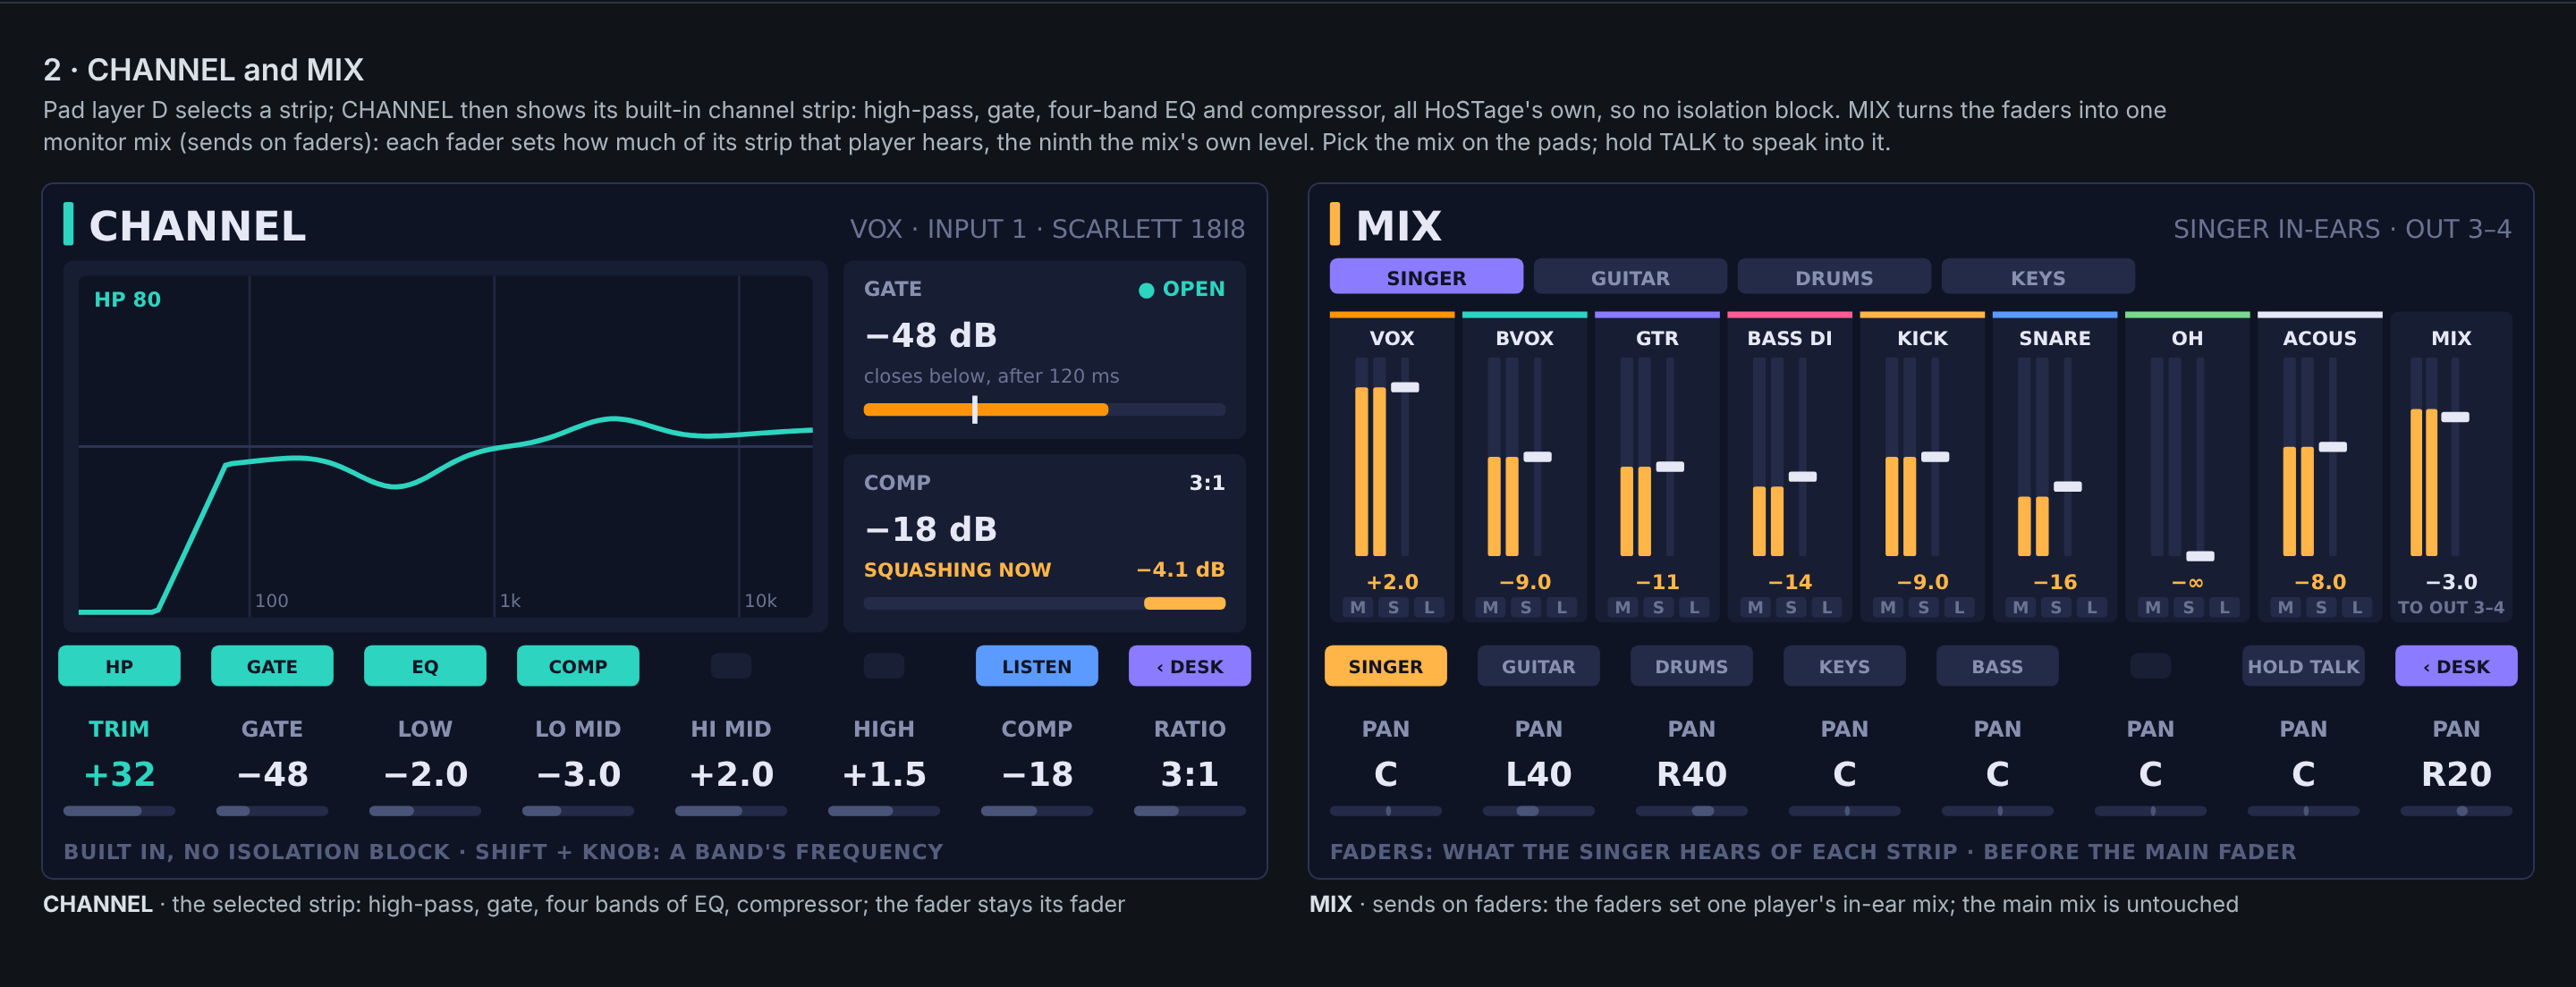 2 · CHANNEL and MIX
Pad layer D selects a strip; CHANNEL then shows its built-in channel strip: high-pass, gate, four-band EQ and compressor, all HoSTage's own, so no isolation block. MIX turns the faders into one
monitor mix (sends on faders): each fader sets how much of its strip that player hears, the ninth the mix's own level. Pick the mix on the pads; hold TALK to speak into it.
CHANNEL
VOX · INPUT 1 · SCARLETT 18I8
HP 80
100
1k
10k
GATE
OPEN
−48 dB
closes below, after 120 ms
COMP
3:1
−18 dB
SQUASHING NOW
−4.1 dB
HP
GATE
EQ
COMP
LISTEN
‹ DESK
TRIM
GATE
LOW
LO MID
HI MID
HIGH
COMP
RATIO
+32
−48
−2.0
−3.0
+2.0
+1.5
−18
3:1
BUILT IN, NO ISOLATION BLOCK · SHIFT + KNOB: A BAND'S FREQUENCY
CHANNEL · the selected strip: high-pass, gate, four bands of EQ, compressor; the fader stays its fader
MIX
SINGER IN-EARS · OUT 3–4
SINGER
GUITAR
DRUMS
KEYS
VOX
BVOX
GTR
BASS DI
KICK
SNARE
OH
ACOUS
MIX
+2.0
−9.0
−11
−14
−9.0
−16
−∞
−8.0
−3.0
M S L
M S L
M S L
M S L
M S L
M S L
M S L
M S L
TO OUT 3–4
SINGER
GUITAR
DRUMS
KEYS
BASS
HOLD TALK
‹ DESK
PAN
PAN
PAN
PAN
PAN
PAN
PAN
PAN
C
L40
R40
C
C
C
C
R20
FADERS: WHAT THE SINGER HEARS OF EACH STRIP · BEFORE THE MAIN FADER
MIX · sends on faders: the faders set one player's in-ear mix; the main mix is untouched